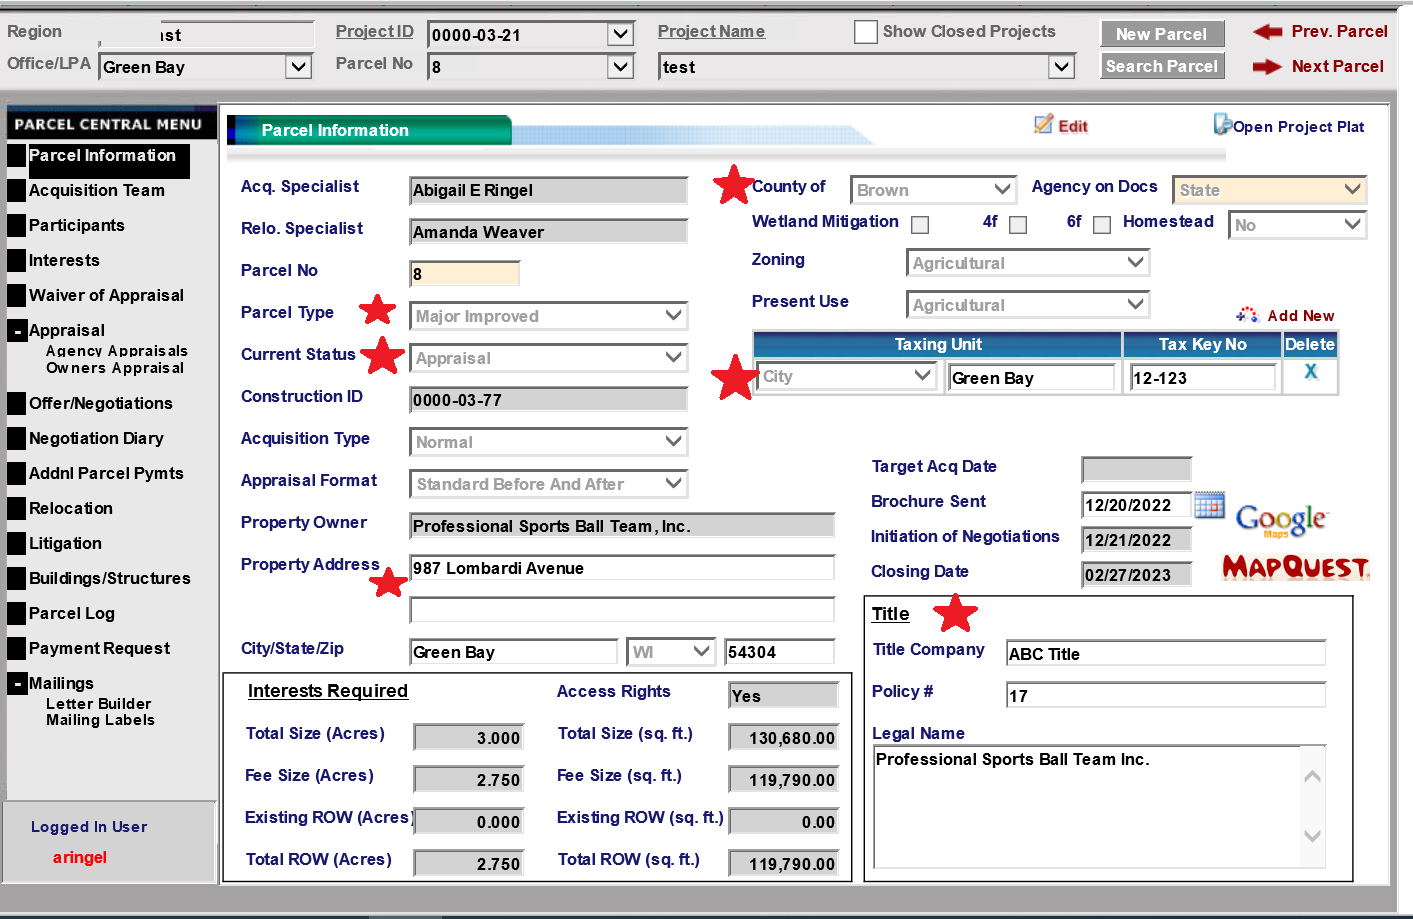 Region st Project ID 0000-03-21 Project Name Show Closed Projects New Parcel Prev. Parcel
Office/LPA Green Bay Parcel No 8 test Search Parcel Next Parcel
PARCEL CENTRAL MENU
Parcel Information
Acquisition Team
Participants
Interests
Waiver of Appraisal
- Appraisal
Agency Appraisals
Owners Appraisal
Offer/Negotiations
Negotiation Diary
Addnl Parcel Pymts
Relocation
Litigation
Buildings/Structures
Parcel Log
Payment Request
- Mailings
Letter Builder
Mailing Labels
Logged In User
aringel
Parcel Information Edit Open Project Plat
Acq. Specialist Abigail E Ringel
Relo. Specialist Amanda Weaver
Parcel No 8
Parcel Type Major Improved
Current Status Appraisal
Construction ID 0000-03-77
Acquisition Type Normal
Appraisal Format Standard Before And After
Property Owner Professional Sports Ball Team, Inc.
Property Address 987 Lombardi Avenue
City/State/Zip Green Bay WI 54304
County of Brown Agency on Docs State
Wetland Mitigation 4f 6f Homestead No
Zoning Agricultural
Present Use Agricultural
Add New
Taxing Unit Tax Key No Delete
City Green Bay 12-123 X
Target Acq Date
Brochure Sent 12/20/2022
Initiation of Negotiations 12/21/2022
Closing Date 02/27/2023
Google
Maps
MAPQUEST
Interests Required Access Rights Yes
Total Size (Acres) 3.000 Total Size (sq. ft.) 130,680.00
Fee Size (Acres) 2.750 Fee Size (sq. ft.) 119,790.00
Existing ROW (Acres) 0.000 Existing ROW (sq. ft.) 0.00
Total ROW (Acres) 2.750 Total ROW (sq. ft.) 119,790.00
Title
Title Company ABC Title
Policy # 17
Legal Name
Professional Sports Ball Team Inc.